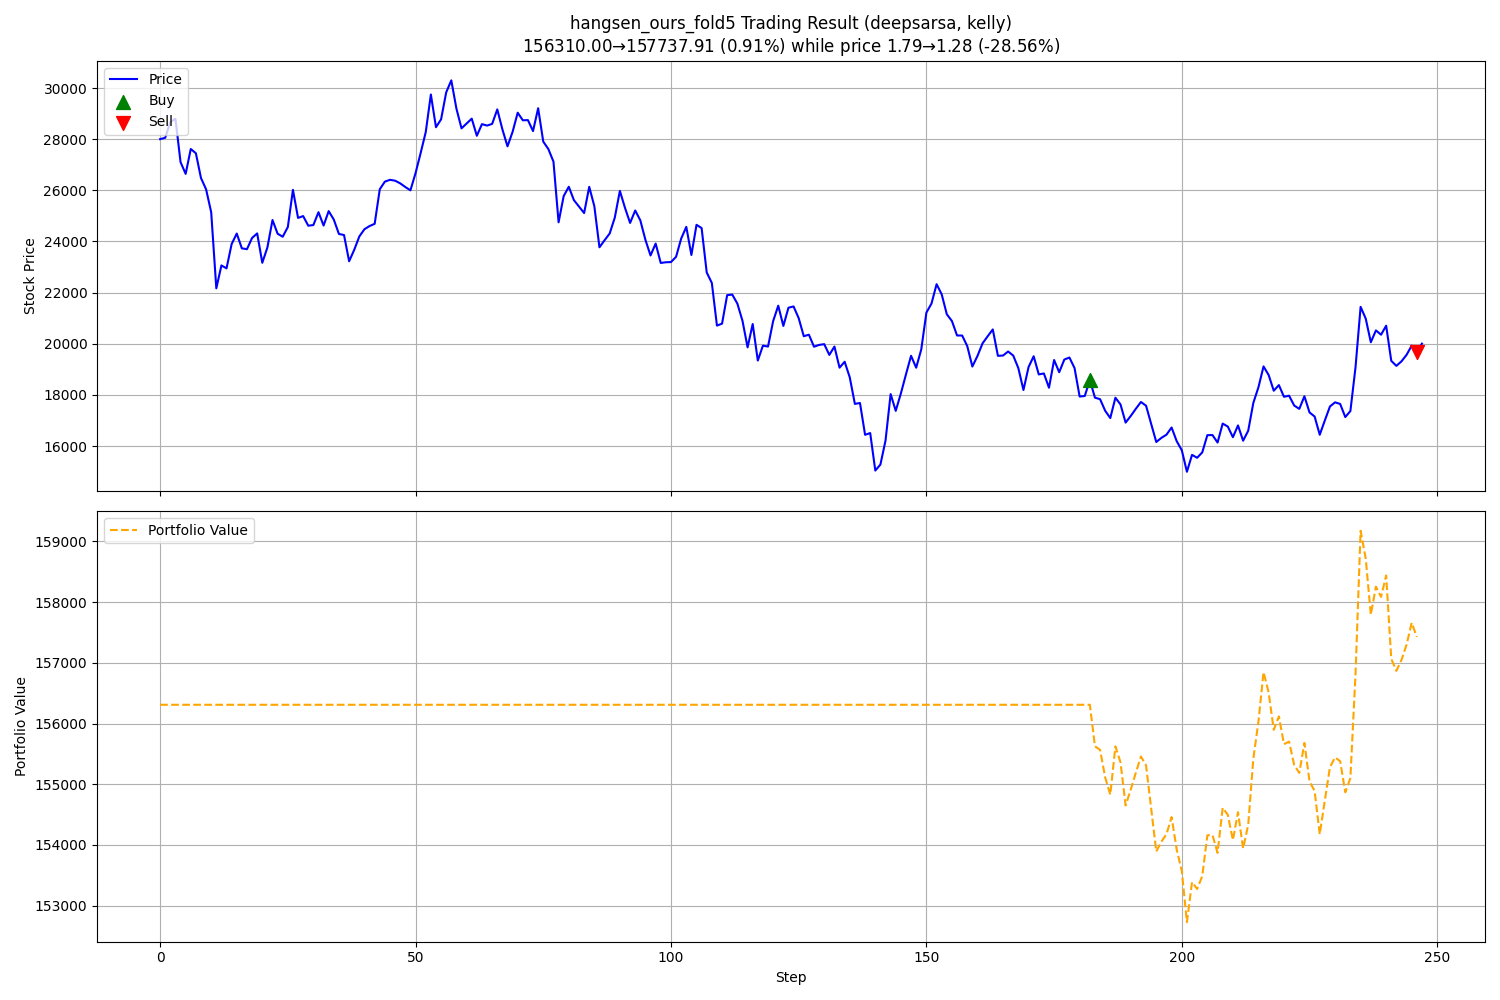 hangsen_ours_fold5 Trading Result (deepsarsa, kelly)
156310.00→157737.91 (0.91%) while price 1.79→1.28 (-28.56%)
Price
Buy
Sell
30000
28000
26000
24000
22000
20000
18000
16000
Stock Price
Portfolio Value
159000
158000
157000
156000
155000
154000
153000
Portfolio Value
0
50
100
150
200
250
Step